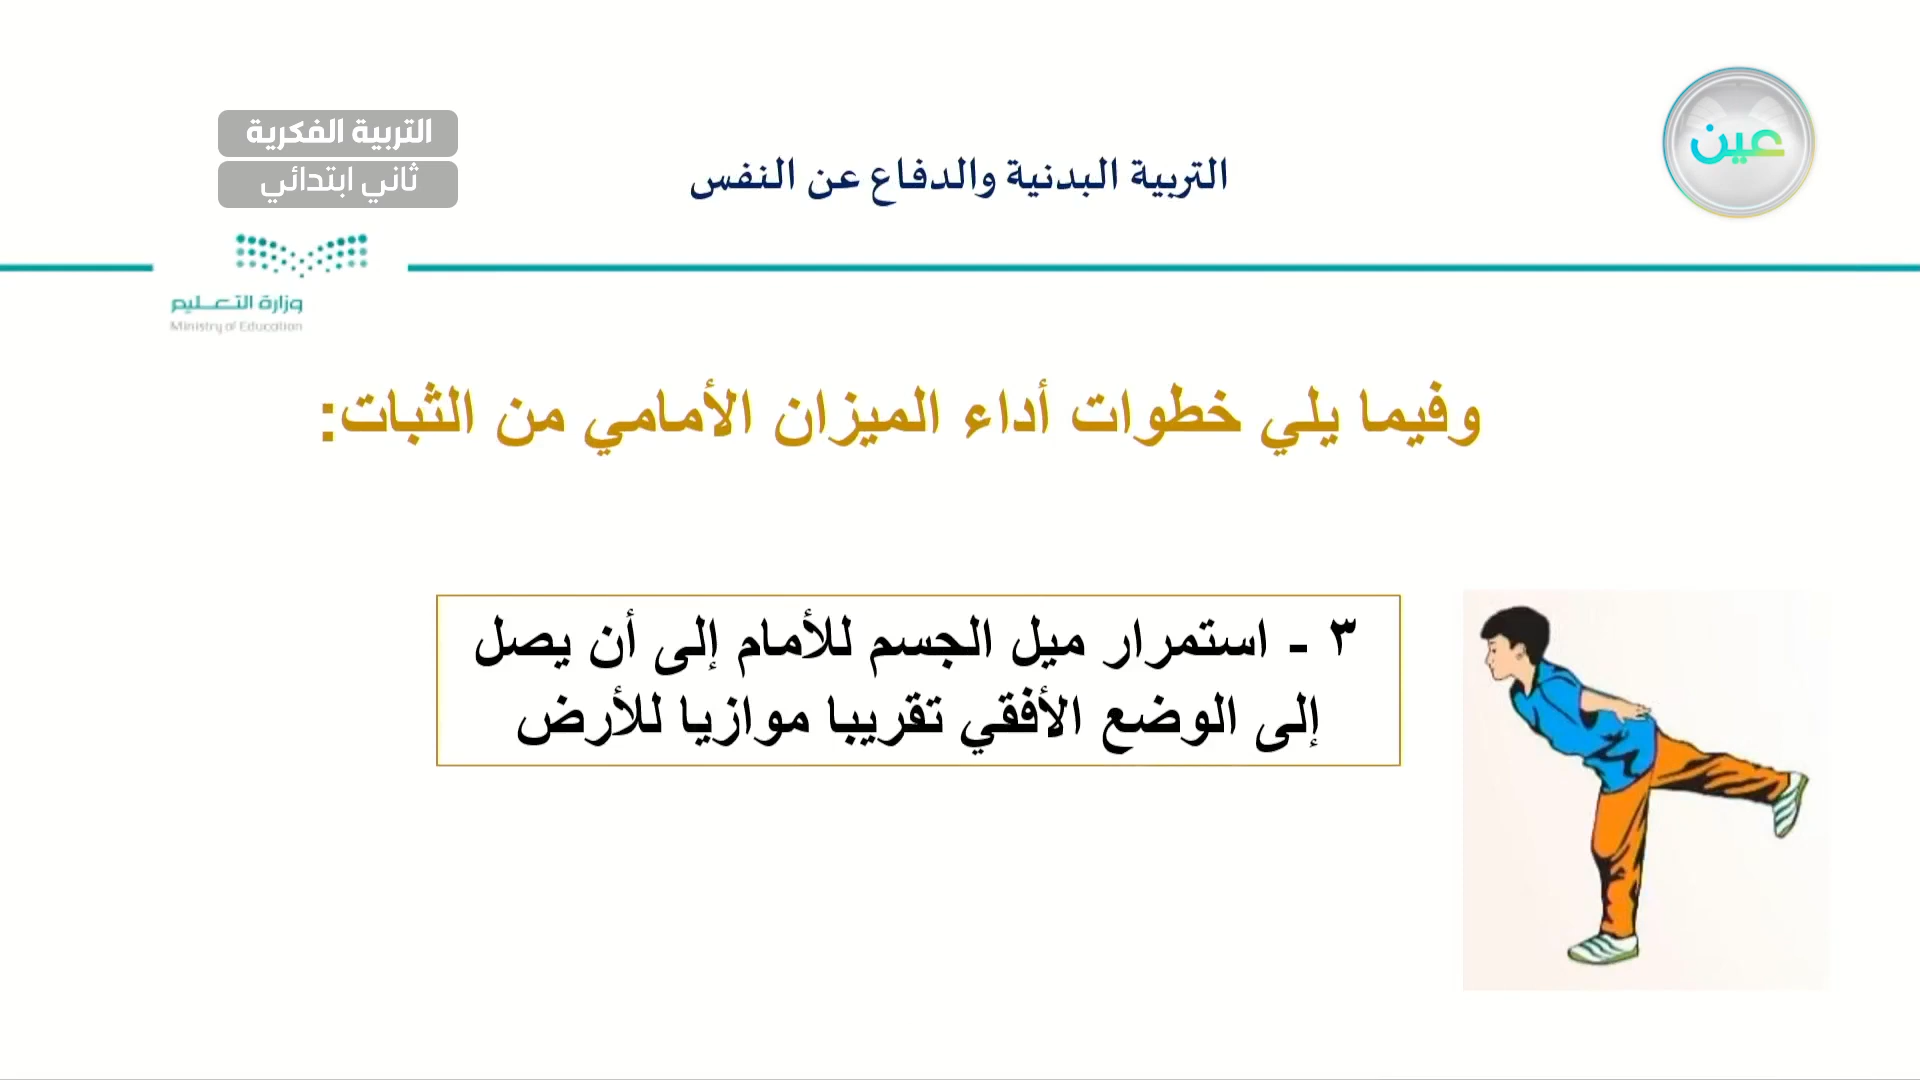 عين
التربية الفكرية
ثاني ابتدائي
التربية البدنية والدفاع عن النفس
وزارة التعليم
Ministry of Education
وفيما يلي خطوات أداء الميزان الأمامي من الثبات:
٣ - استمرار ميل الجسم للأمام إلى أن يصل
إلى الوضع الأفقي تقريبا موازيا للأرض